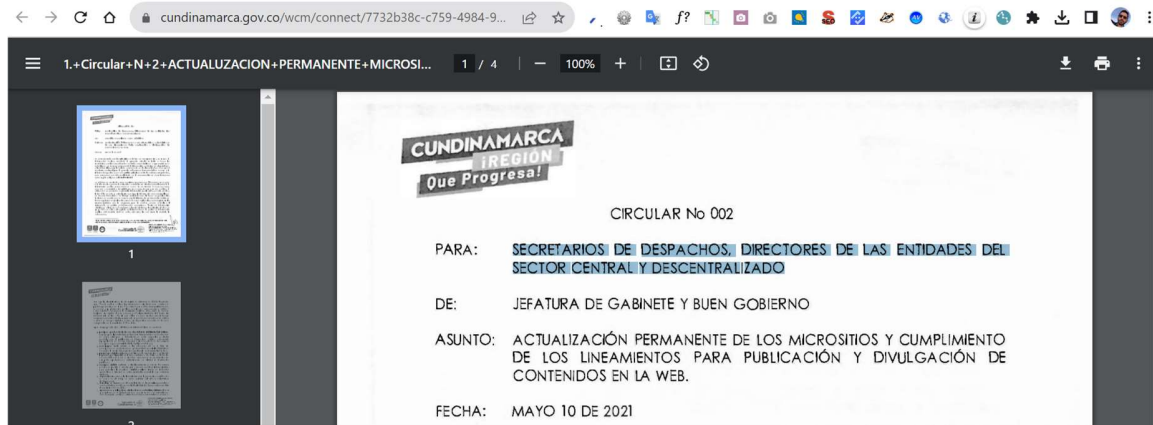 cundinamarca.gov.co/wcm/connect/7732b38c-c759-4984-9...
1.+Circular+N+2+ACTUALUZACION+PERMANENTE+MICROSI...
1 / 4
100%
CUNDINAMARCA
¡REGIÓN
Que Progresa!
CIRCULAR No 002
PARA: SECRETARIOS DE DESPACHOS, DIRECTORES DE LAS ENTIDADES DEL
SECTOR CENTRAL Y DESCENTRALIZADO
DE: JEFATURA DE GABINETE Y BUEN GOBIERNO
ASUNTO: ACTUALIZACIÓN PERMANENTE DE LOS MICROSITIOS Y CUMPLIMIENTO
DE LOS LINEAMIENTOS PARA PUBLICACIÓN Y DIVULGACIÓN DE
CONTENIDOS EN LA WEB.
FECHA: MAYO 10 DE 2021
1